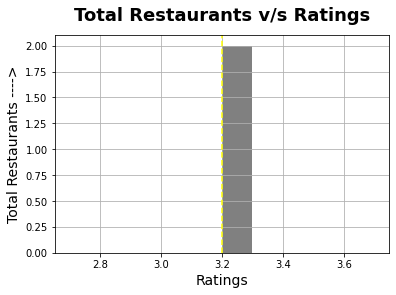 Total Restaurants v/s Ratings
Total Restaurants ---->
2.00
1.75
1.50
1.25
1.00
0.75
0.50
0.25
0.00
2.8 3.0 3.2 3.4 3.6
Ratings